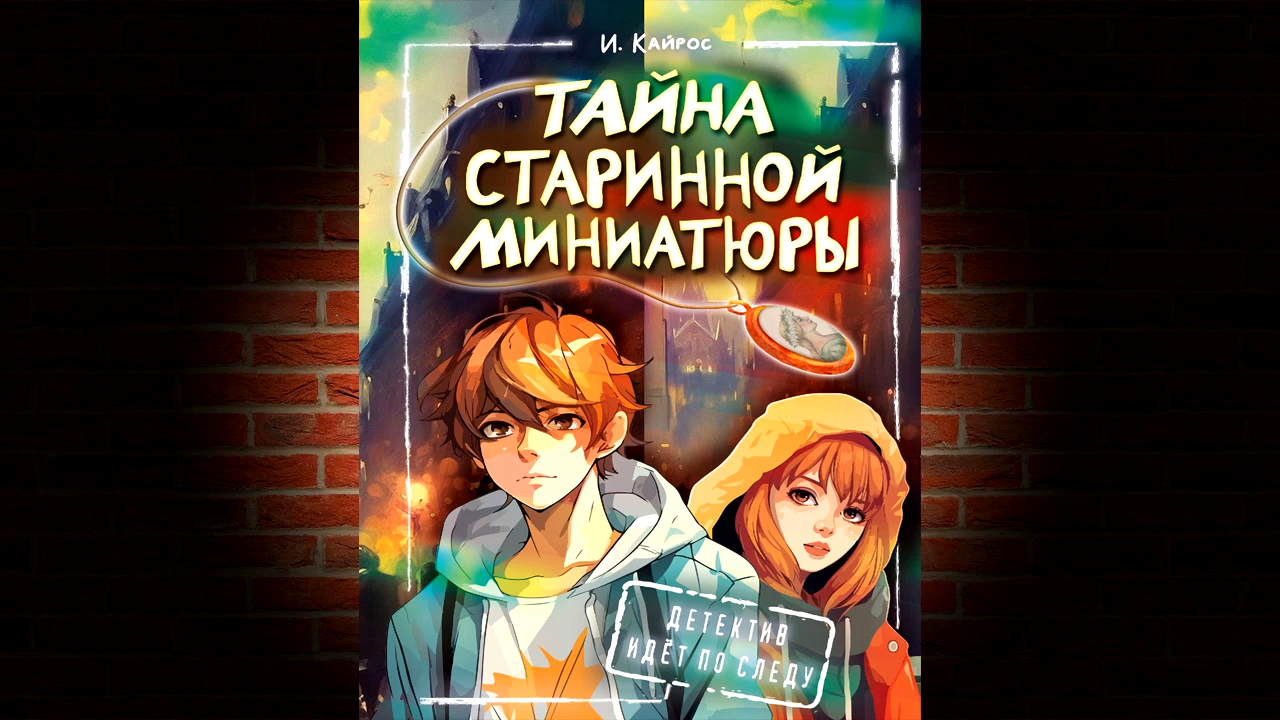 И. Кайрос
ТАЙНА
СТАРИННОЙ
МИНИАТЮРЫ
ДЕТЕКТИВ
ИДЁТ ПО СЛЕДУ